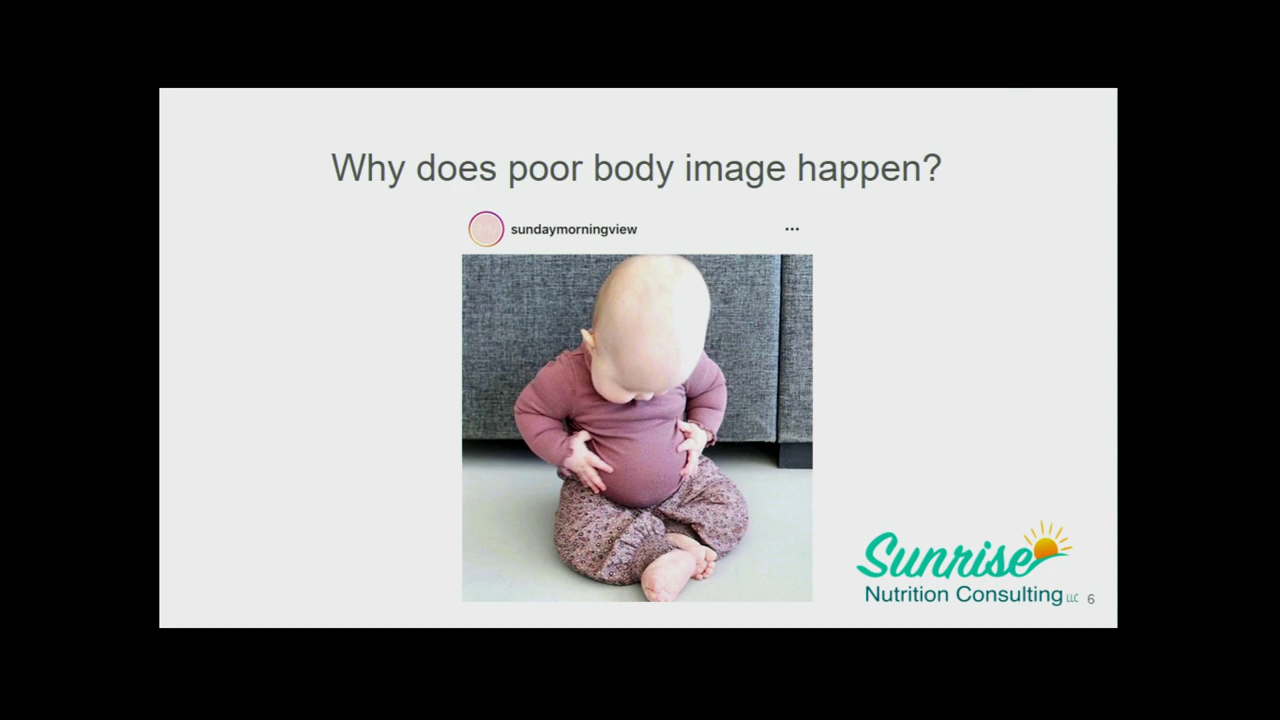 Why does poor body image happen?
sundaymorningview
Sunrise
Nutrition Consulting LLC
6